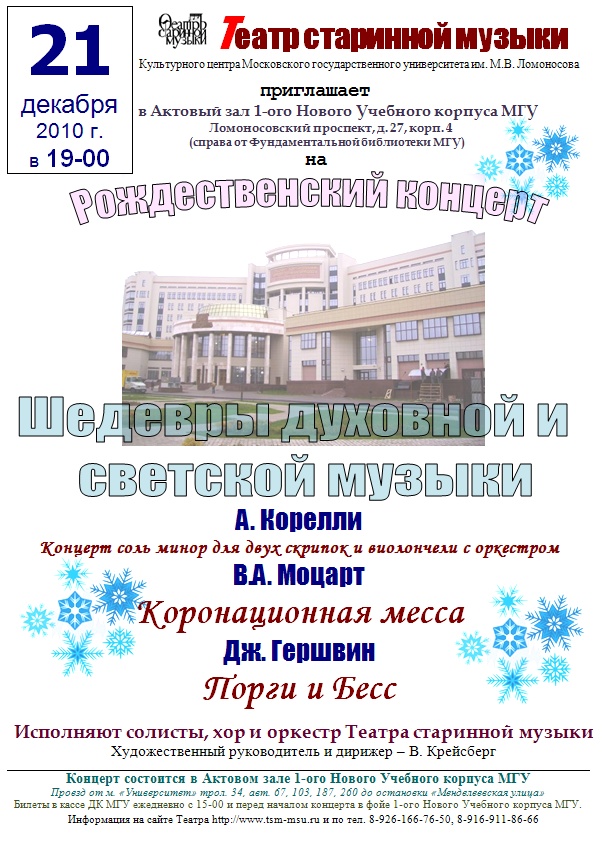 21
декабря
2010 г.
в 19-00
Театръ
старинной
музыки
Театр старинной музыки
Культурного центра Московского государственного университета им. М.В. Ломоносова
приглашает
в Актовый зал 1-ого Нового Учебного корпуса МГУ
Ломоносовский проспект, д. 27, корп. 4
(справа от Фундаментальной библиотеки МГУ)
на
Рождественский концерт
Шедевры духовной и
светской музыки
А. Корелли
Концерт соль минор для двух скрипок и виолончели с оркестром
В.А. Моцарт
Коронационная месса
Дж. Гершвин
Порги и Бесс
Исполняют солисты, хор и оркестр Театра старинной музыки
Художественный руководитель и дирижер – В. Крейсберг
Концерт состоится в Актовом зале 1-ого Нового Учебного корпуса МГУ
Проезд от м. «Университет» трол. 34, авт. 67, 103, 187, 260 до остановки «Менделеевская улица»
Билеты в кассе ДК МГУ ежедневно с 15-00 и перед началом концерта в фойе 1-ого Нового Учебного корпуса МГУ.
Информация на сайте Театра http://www.tsm-msu.ru и по тел. 8-926-166-76-50, 8-916-911-86-66